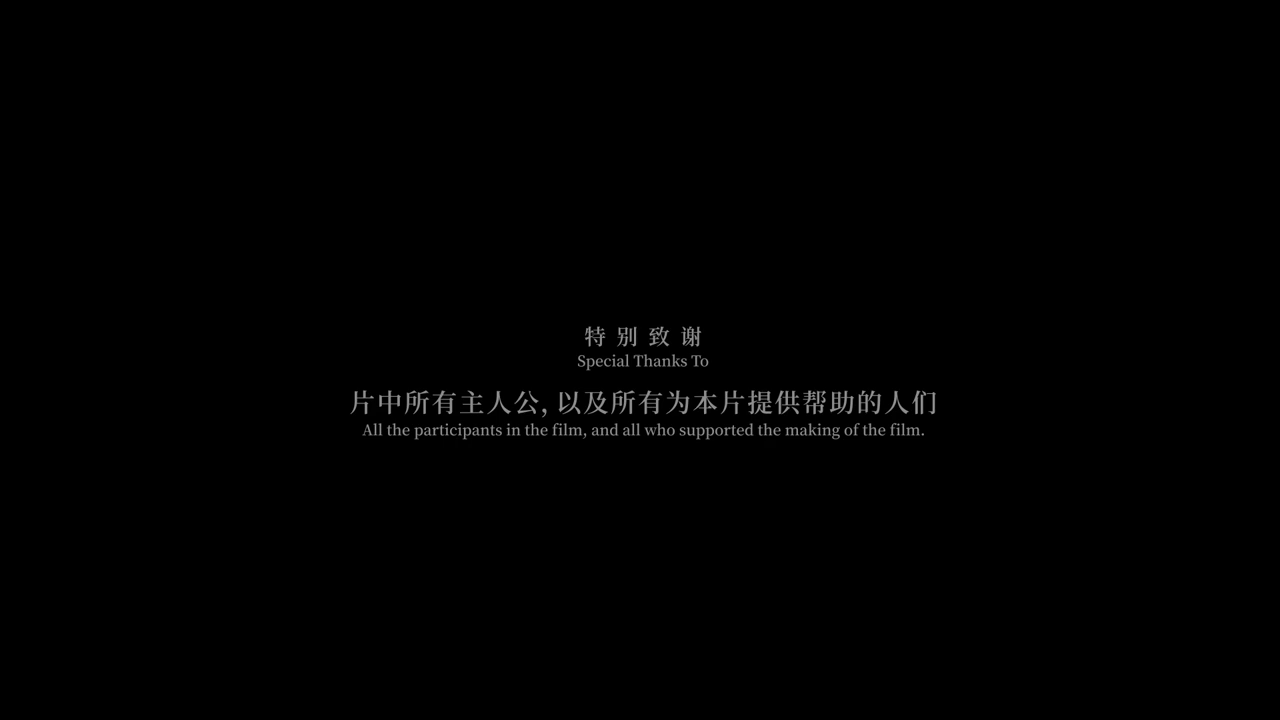 特别致谢
Special Thanks To
片中所有主人公, 以及所有为本片提供帮助的人们
All the participants in the film, and all who supported the making of the film.